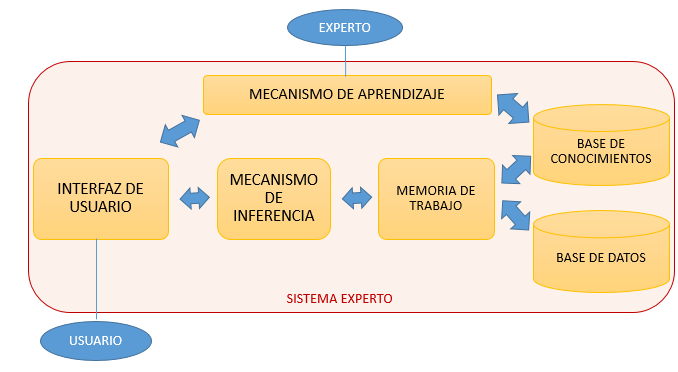 EXPERTO
MECANISMO DE APRENDIZAJE
BASE DE
CONOCIMIENTOS
INTERFAZ DE
USUARIO
MECANISMO
DE
INFERENCIA
MEMORIA DE
TRABAJO
BASE DE DATOS
SISTEMA EXPERTO
USUARIO